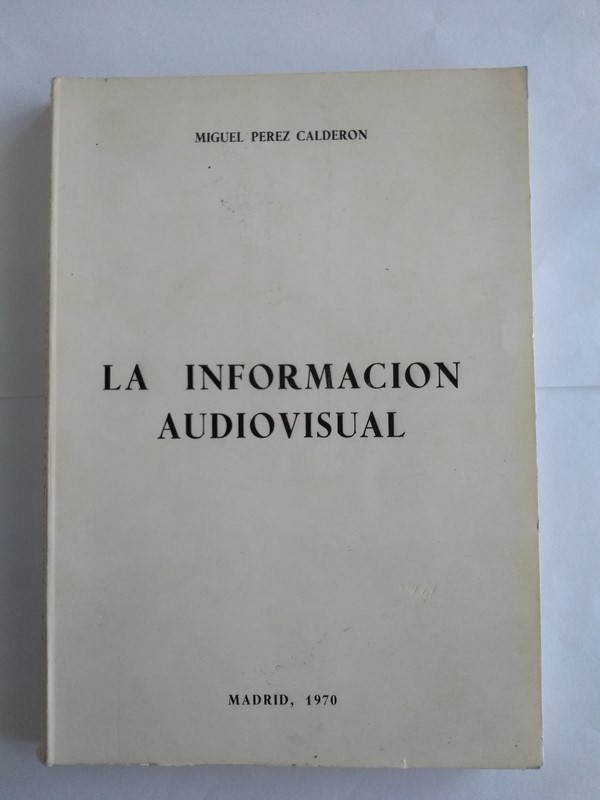 MIGUEL PEREZ CALDERON
LA INFORMACION
AUDIOVISUAL
MADRID, 1970